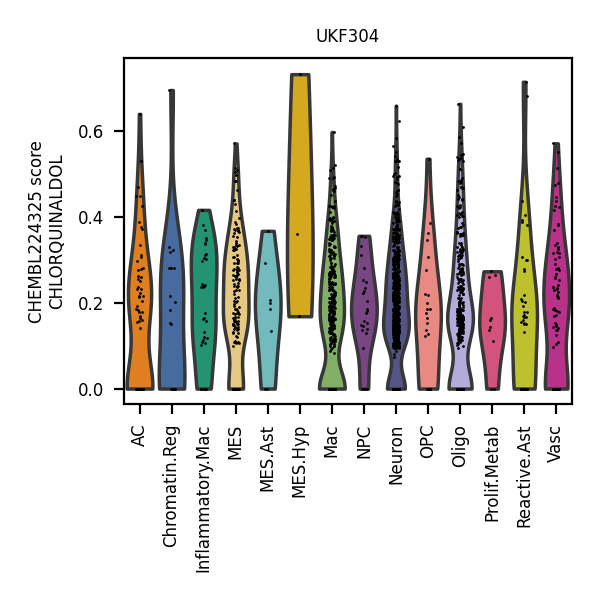 UKF304
CHEMBL224325 score
CHLORQUINALDOL
0.6
0.4
0.2
0.0
AC
Chromatin.Reg
Inflammatory.Mac
MES
MES.Ast
MES.Hyp
Mac
NPC
Neuron
OPC
Oligo
Prolif.Metab
Reactive.Ast
Vasc